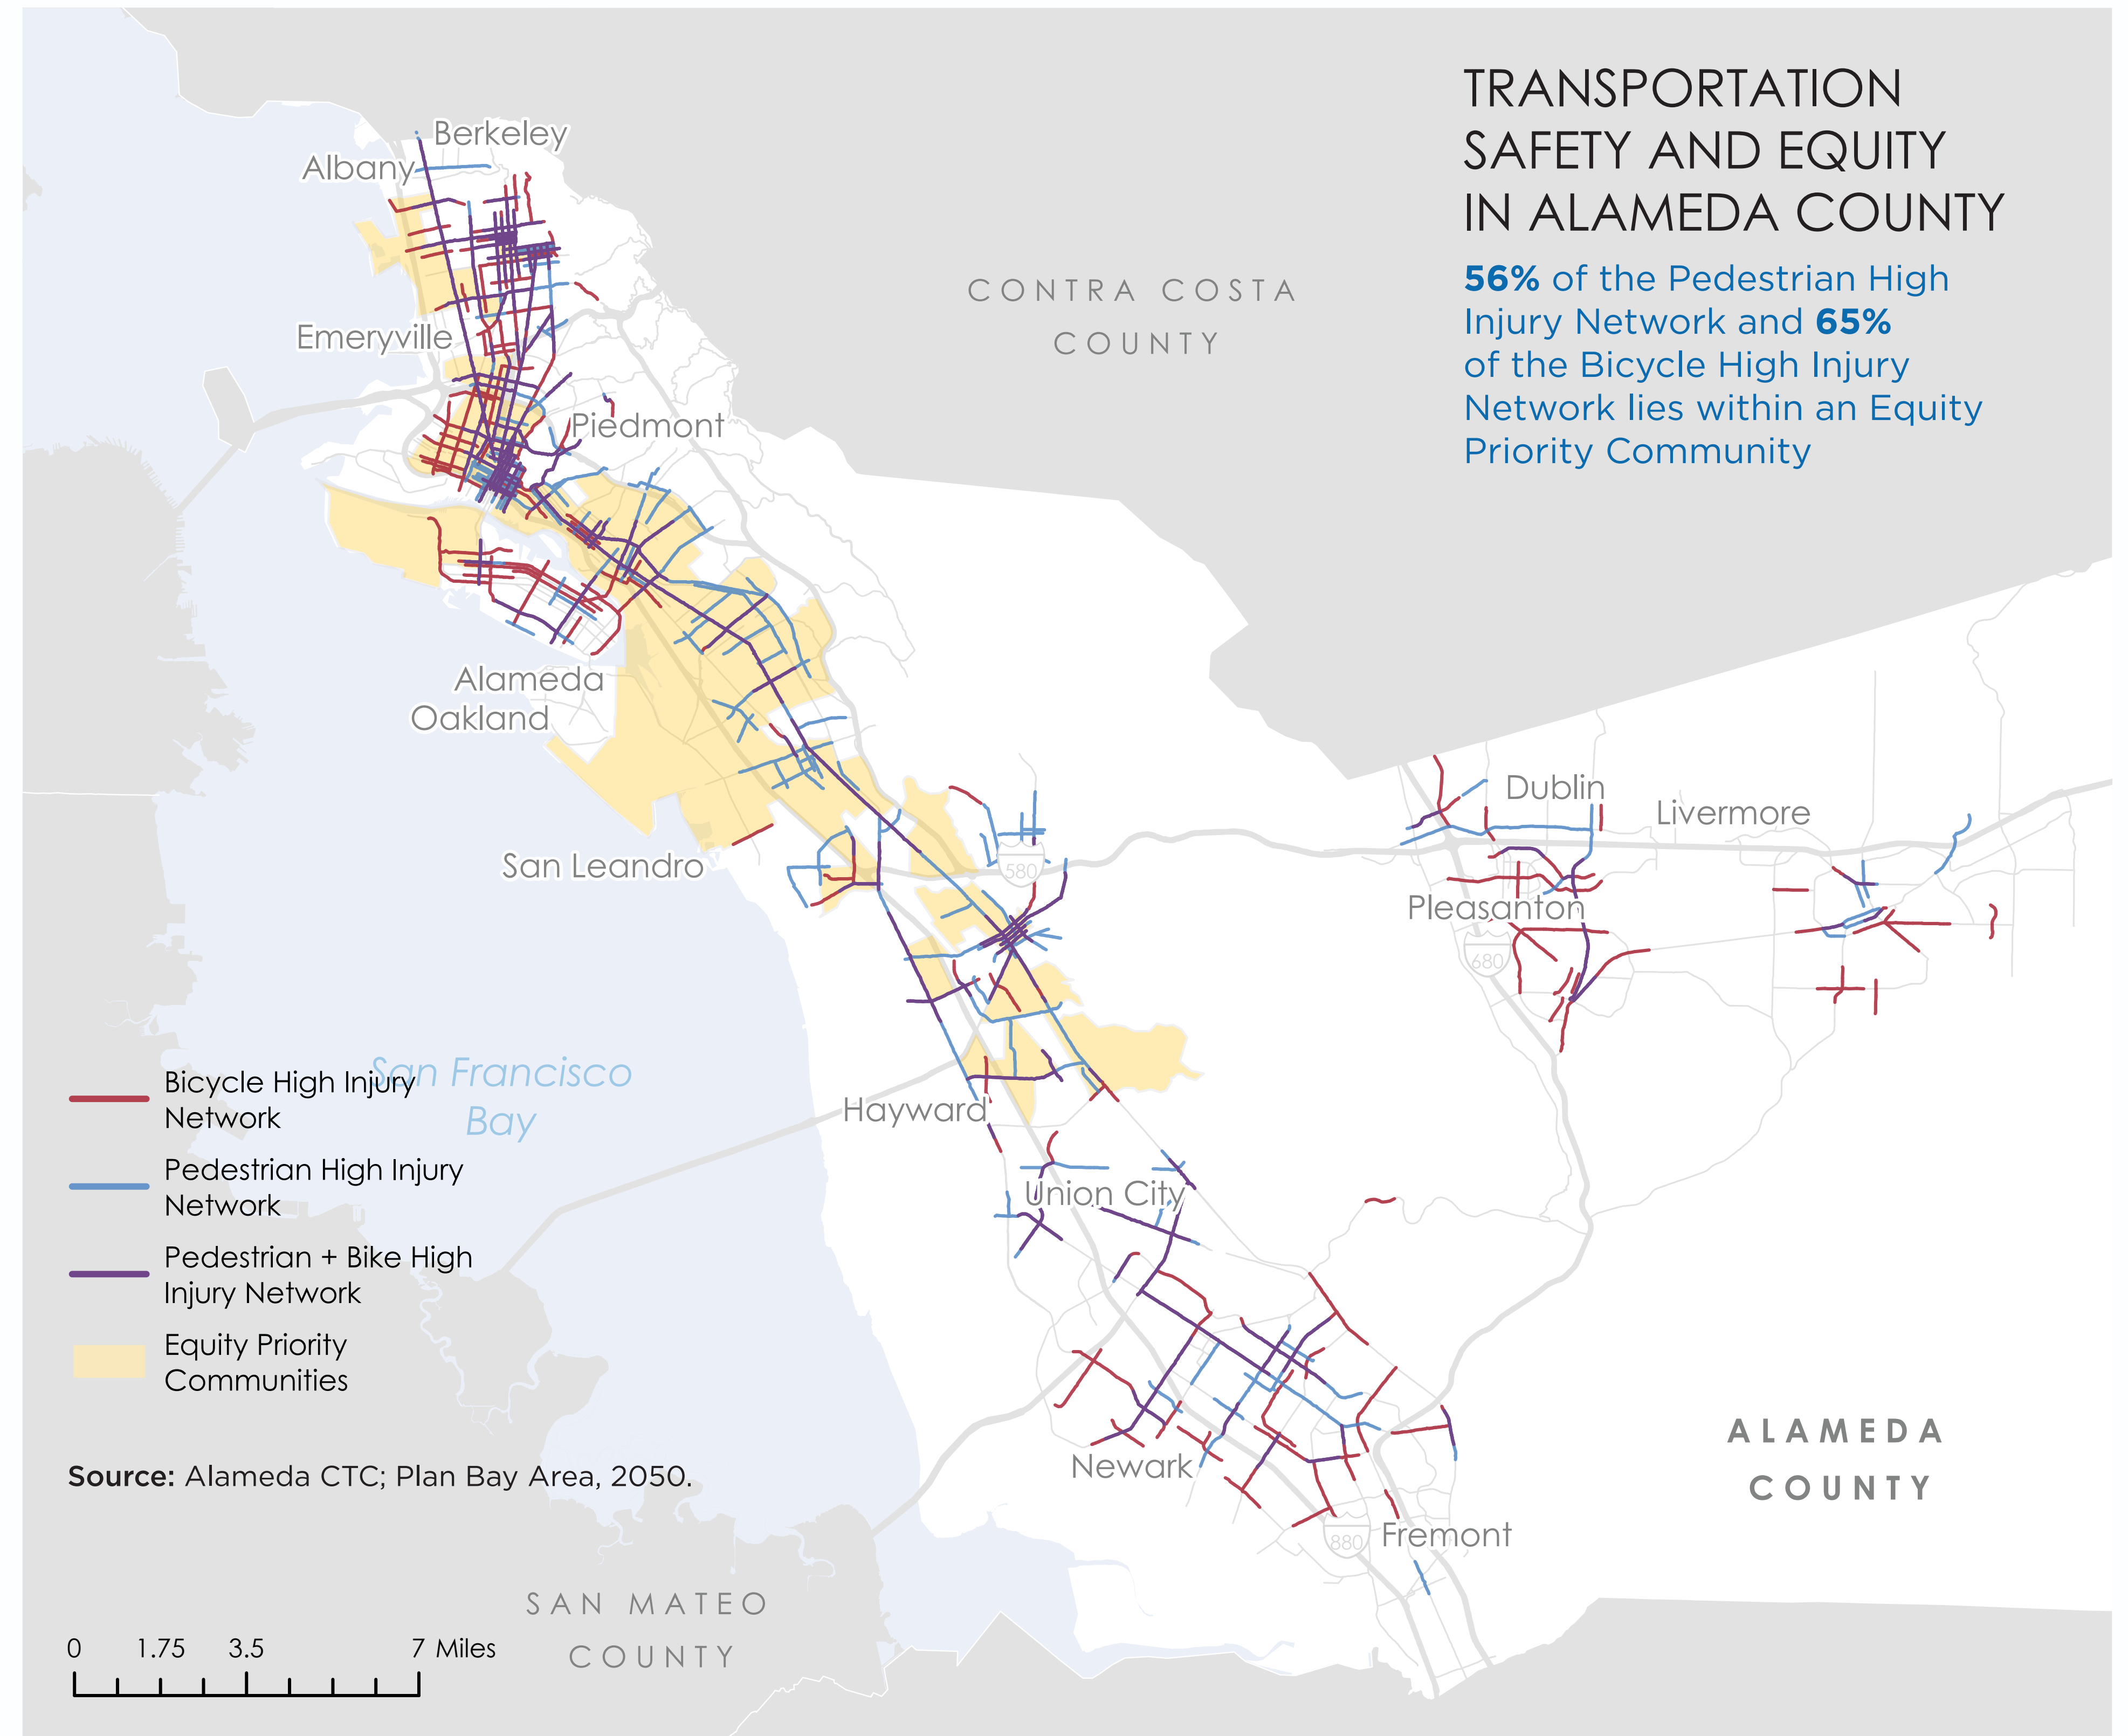 TRANSPORTATION
SAFETY AND EQUITY
IN ALAMEDA COUNTY
56% of the Pedestrian High
Injury Network and 65%
of the Bicycle High Injury
Network lies within an Equity
Priority Community
Berkeley
Albany
CONTRA COSTA
COUNTY
Emeryville
Piedmont
Alameda
Oakland
Dublin
Livermore
San Leandro
580
Pleasanton
680
San Francisco
Bay
Hayward
Union City
Newark
ALAMEDA
COUNTY
880
Fremont
Bicycle High Injury
Network
Pedestrian High Injury
Network
Pedestrian + Bike High
Injury Network
Equity Priority
Communities
Source: Alameda CTC; Plan Bay Area, 2050.
SAN MATEO
COUNTY
0 1.75 3.5 7 Miles